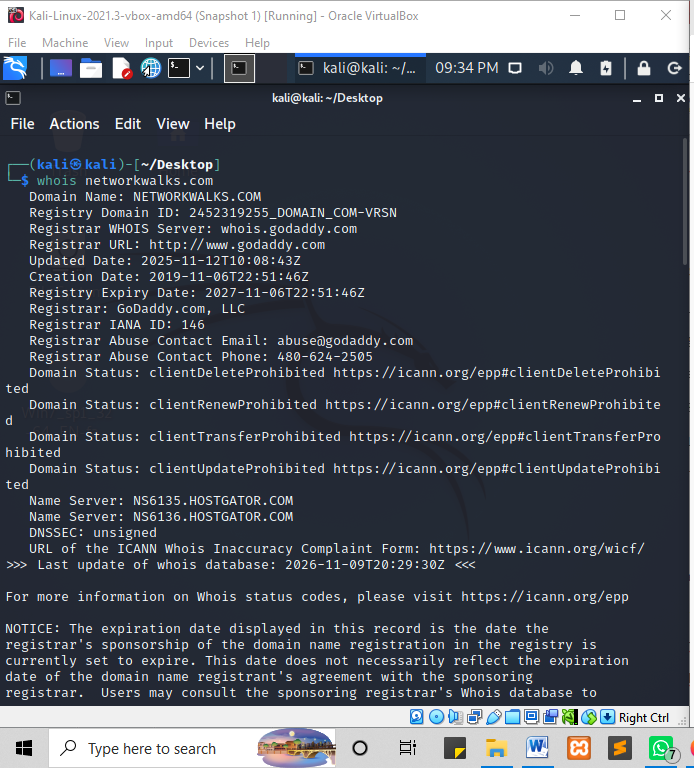 Kali-Linux-2021.3-vbox-amd64 (Snapshot 1) [Running] - Oracle VirtualBox
File Machine View Input Devices Help
kali@kali: ~/... 09:34 PM
kali@kali: ~/Desktop
File Actions Edit View Help
┌──(kali㉿kali)-[~/Desktop]
└─$ whois networkwalks.com
Domain Name: NETWORKWALKS.COM
Registry Domain ID: 2452319255_DOMAIN_COM-VRSN
Registrar WHOIS Server: whois.godaddy.com
Registrar URL: http://www.godaddy.com
Updated Date: 2025-11-12T10:08:43Z
Creation Date: 2019-11-06T22:51:46Z
Registry Expiry Date: 2027-11-06T22:51:46Z
Registrar: GoDaddy.com, LLC
Registrar IANA ID: 146
Registrar Abuse Contact Email: abuse@godaddy.com
Registrar Abuse Contact Phone: 480-624-2505
Domain Status: clientDeleteProhibited https://icann.org/epp#clientDeleteProhibi
ted
Domain Status: clientRenewProhibited https://icann.org/epp#clientRenewProhibite
d
Domain Status: clientTransferProhibited https://icann.org/epp#clientTransferPro
hibited
Domain Status: clientUpdateProhibited https://icann.org/epp#clientUpdateProhibi
ted
Name Server: NS6135.HOSTGATOR.COM
Name Server: NS6136.HOSTGATOR.COM
DNSSEC: unsigned
URL of the ICANN Whois Inaccuracy Complaint Form: https://www.icann.org/wicf/
>>> Last update of whois database: 2026-11-09T20:29:30Z <<<
For more information on Whois status codes, please visit https://icann.org/epp
NOTICE: The expiration date displayed in this record is the date the
registrar's sponsorship of the domain name registration in the registry is
currently set to expire. This date does not necessarily reflect the expiration
date of the domain name registrant's agreement with the sponsoring
registrar.  Users may consult the sponsoring registrar's Whois database to
Right Ctrl
Type here to search
W
7